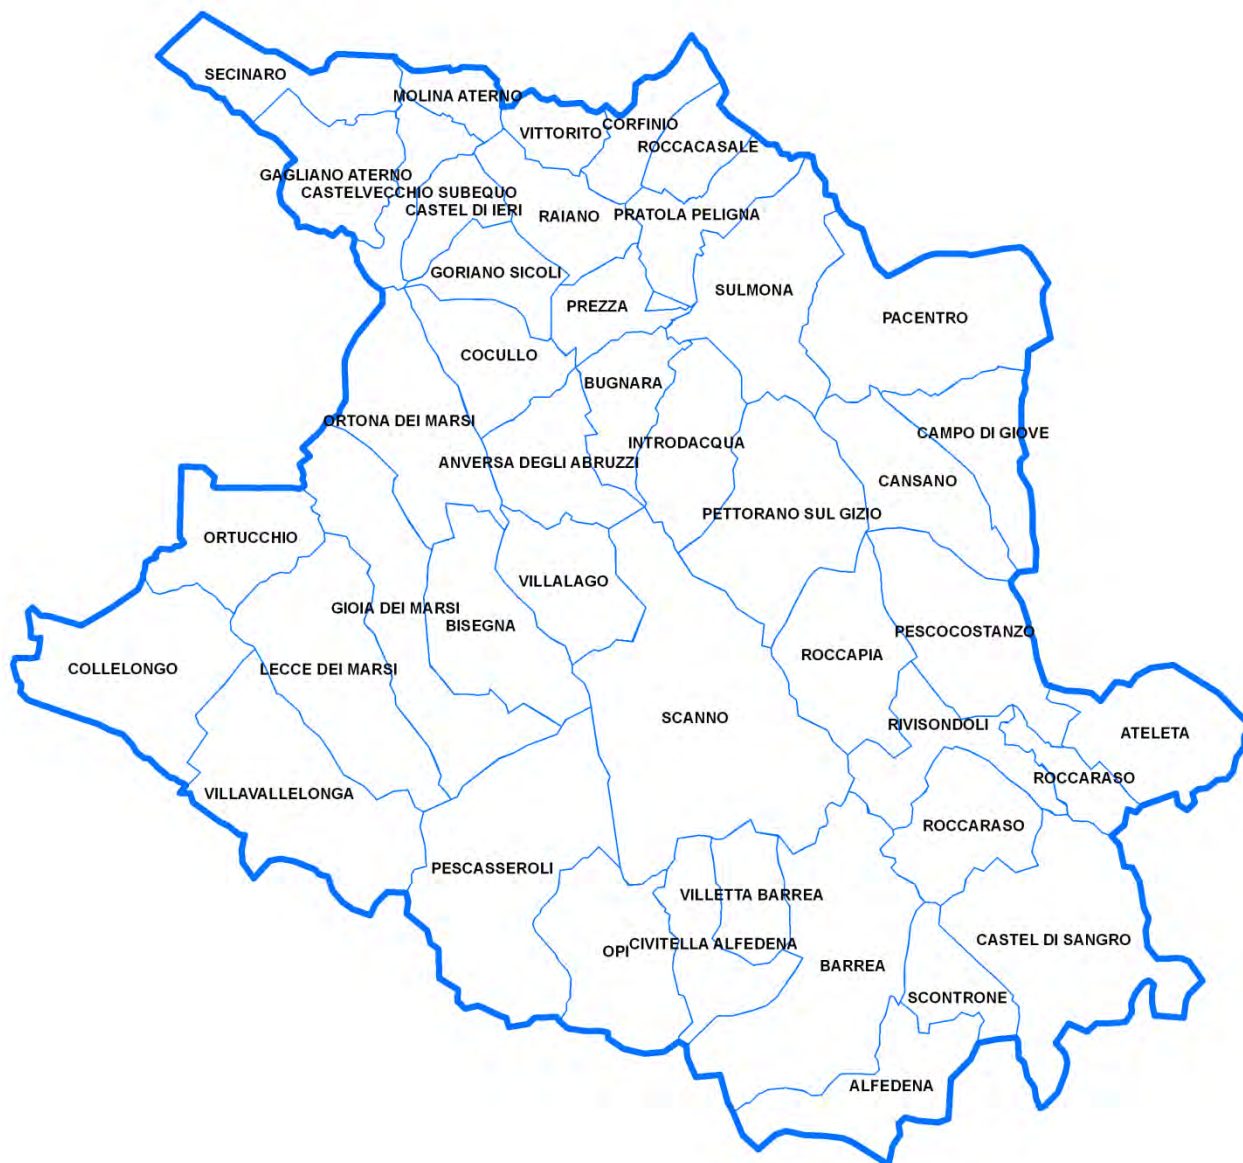 SECINARO
MOLINA ATERNO
VITTORITO
CORFINIO
ROCCACASALE
GAGLIANO ATERNO
CASTELVECCHIO SUBEQUO
CASTEL DI IERI
RAIANO
PRATOLA PELIGNA
GORIANO SICOLI
SULMONA
PREZZA
PACENTRO
COCULLO
BUGNARA
ORTONA DEI MARSI
CAMPO DI GIOVE
INTRODACQUA
ANVERSA DEGLI ABRUZZI
CANSANO
PETTORANO SUL GIZIO
ORTUCCHIO
VILLALAGO
GIOIA DEI MARSI
BISEGNA
PESCOCOSTANZO
ROCCAPIA
COLLELONGO
LECCE DEI MARSI
SCANNO
RIVISONDOLI
ATELETA
ROCCARASO
VILLAVALLELONGA
ROCCARASO
PESCASSEROLI
VILLETTA BARREA
OPI
CIVITELLA ALFEDENA
CASTEL DI SANGRO
BARREA
SCONTRONE
ALFEDENA